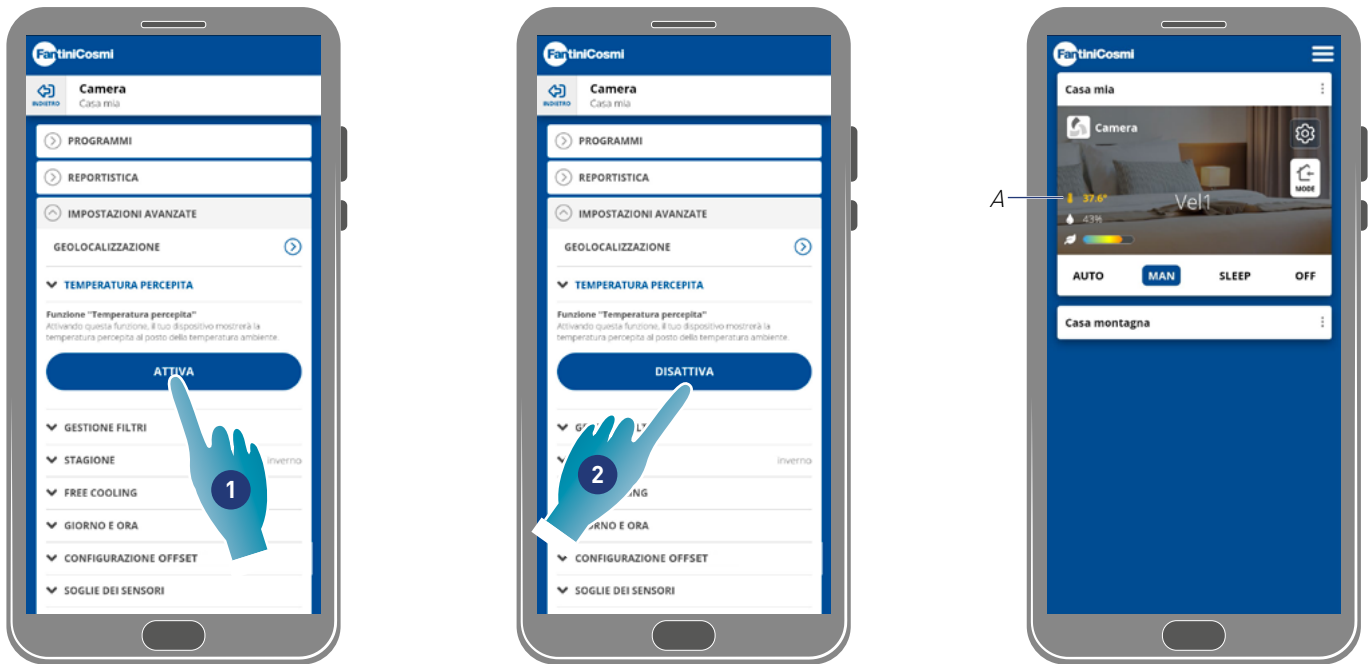 FantiniCosmi
INDIETRO
Camera
Casa mia
PROGRAMMI
REPORTISTICA
IMPOSTAZIONI AVANZATE
GEOLOCALIZZAZIONE
TEMPERATURA PERCEPITA
Funzione "Temperatura percepita"
Attivando questa funzione, il tuo dispositivo mostrerà la
temperatura percepita al posto della temperatura ambiente.
ATTIVA
GESTIONE FILTRI
STAGIONE inverno
1
FREE COOLING
GIORNO E ORA
CONFIGURAZIONE OFFSET
SOGLIE DEI SENSORI
FantiniCosmi
INDIETRO
Camera
Casa mia
PROGRAMMI
REPORTISTICA
IMPOSTAZIONI AVANZATE
GEOLOCALIZZAZIONE
TEMPERATURA PERCEPITA
Funzione "Temperatura percepita"
Attivando questa funzione, il tuo dispositivo mostrerà la
temperatura percepita al posto della temperatura ambiente.
DISATTIVA
inverno
2
E ORA
CONFIGURAZIONE OFFSET
SOGLIE DEI SENSORI
FantiniCosmi
Casa mia
Camera
MODE
A
37.6°
Vel1
43%
AUTO MAN SLEEP OFF
Casa montagna